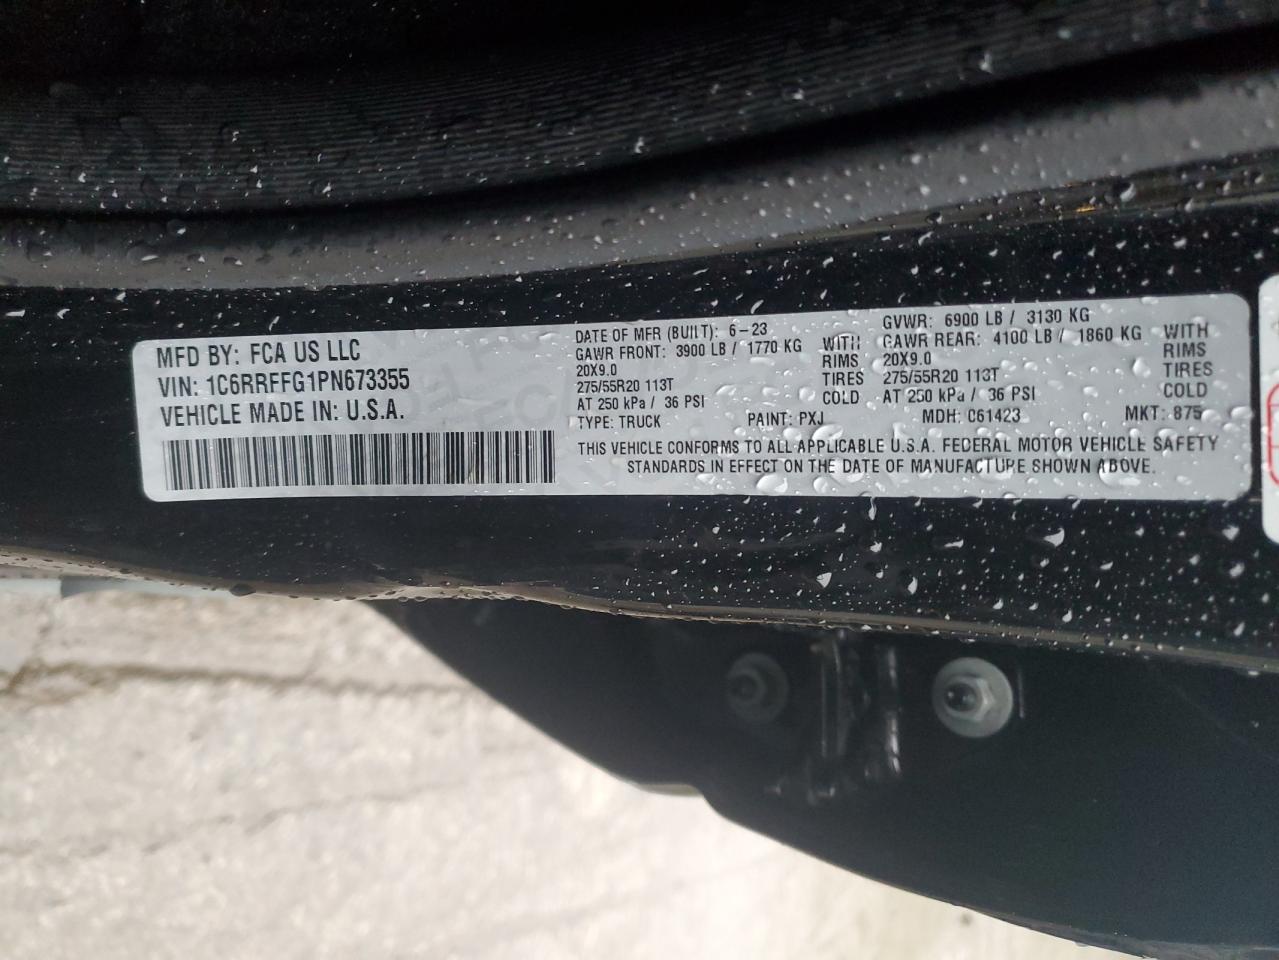 MFD BY: FCA US LLC
VIN: 1C6RRFFG1PN673355
VEHICLE MADE IN: U.S.A.
DATE OF MFR (BUILT): 6-23
GAWR FRONT: 3900 LB / 1770 KG WITH
20X9.0 RIMS
275/55R20 113T TIRES
AT 250 kPa / 36 PSI COLD
GVWR: 6900 LB / 3130 KG
GAWR REAR: 4100 LB / 1860 KG WITH
20X9.0 RIMS
275/55R20 113T TIRES
AT 250 kPa / 36 PSI COLD
TYPE: TRUCK PAINT: PXJ MDH: 061423 MKT: 875
THIS VEHICLE CONFORMS TO ALL APPLICABLE U.S.A. FEDERAL MOTOR VEHICLE SAFETY
STANDARDS IN EFFECT ON THE DATE OF MANUFACTURE SHOWN ABOVE.